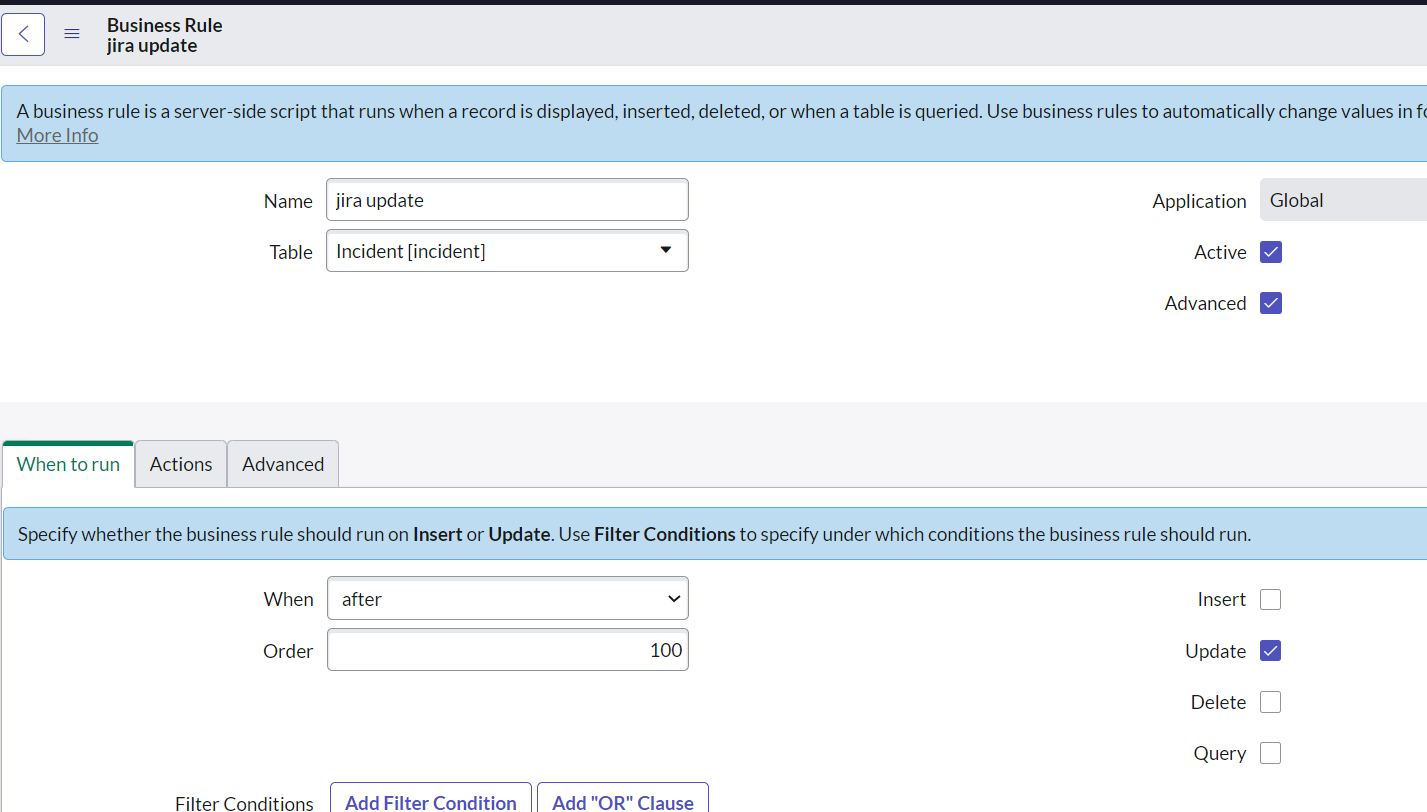 Business Rule
jira update
A business rule is a server-side script that runs when a record is displayed, inserted, deleted, or when a table is queried. Use business rules to automatically change values in
More Info
Name jira update
Application Global
Table Incident [incident]
Active
Advanced
When to run Actions Advanced
Specify whether the business rule should run on Insert or Update. Use Filter Conditions to specify under which conditions the business rule should run.
When after
Insert
Order 100
Update
Delete
Query
Filter Conditions Add Filter Condition Add "OR" Clause